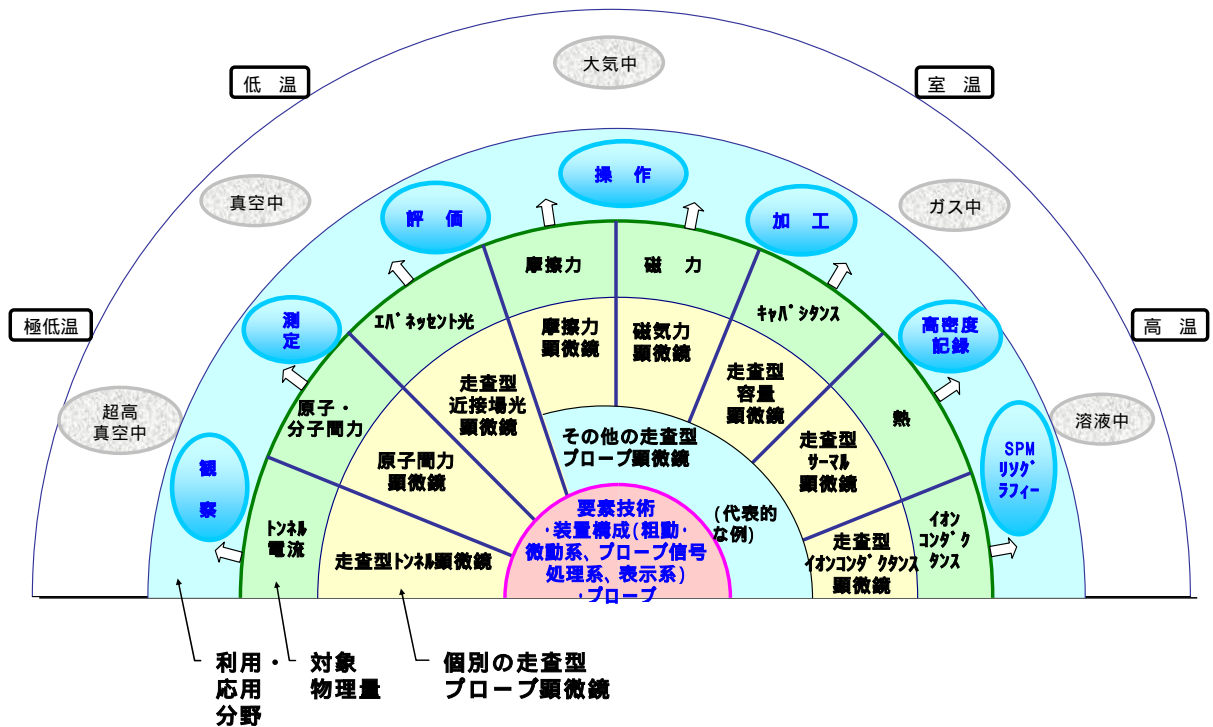 大気中
低　温
室　温
操　作
真空中
評　価
加　工
ガス中
摩擦力
磁　力
極低温
測
定
ｴﾊﾞﾈｯｾﾝﾄ光
摩擦力
顕微鏡
磁気力
顕微鏡
ｷｬﾊﾟｼﾀﾝｽ
高密度
記録
高　温
超高
真空中
原子・
分子間力
走査型
近接場光
顕微鏡
走査型
容量
顕微鏡
熱
溶液中
観
察
原子間力
顕微鏡
その他の走査型
プローブ顕微鏡
走査型
ｻｰﾏﾙ
顕微鏡
SPM
ﾘｿｸﾞ
ﾗﾌｨｰ
ﾄﾝﾈﾙ
電流
走査型ﾄﾝﾈﾙ顕微鏡
要素技術
・装置構成(粗動・
微動系、プローブ信号
処理系、表示系)
・プローブ
(代表的
な例)
走査型
ｲｵﾝｺﾝﾀﾞｸﾀﾝｽ
顕微鏡
ｲｵﾝ
ｺﾝﾀﾞｸ
ﾀﾝｽ
利用・
応用
分野
対象
物理量
個別の走査型
プローブ顕微鏡